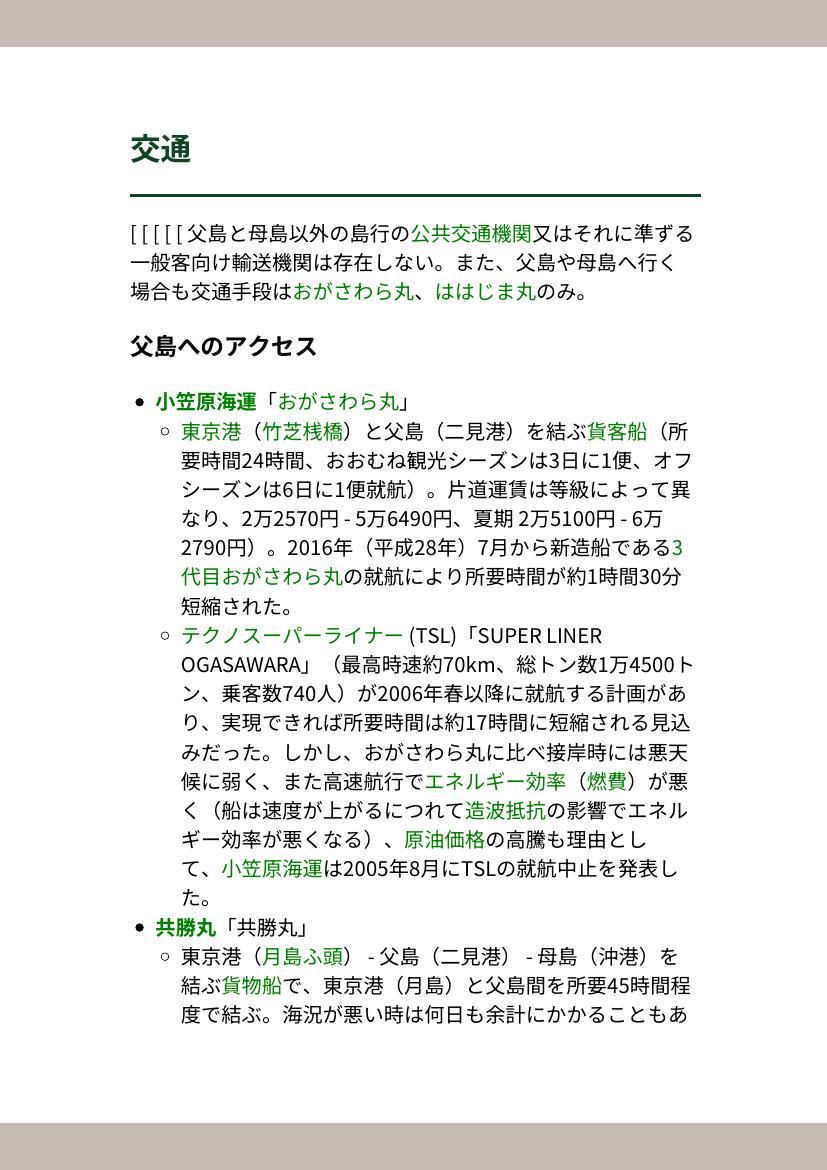 交通
[ [ [ [ [ 父島と母島以外の島行の公共交通機関又はそれに準ずる
一般客向け輸送機関は存在しない。また、父島や母島へ行く
場合も交通手段はおがさわら丸、ははじま丸のみ。
父島へのアクセス
• 小笠原海運「おがさわら丸」
◦ 東京港（竹芝桟橋）と父島（二見港）を結ぶ貨客船（所
要時間24時間、おおむね観光シーズンは3日に1便、オフ
シーズンは6日に1便就航）。片道運賃は等級によって異
なり、2万2570円 - 5万6490円、夏期 2万5100円 - 6万
2790円）。2016年（平成28年）7月から新造船である3
代目おがさわら丸の就航により所要時間が約1時間30分
短縮された。
◦ テクノスーパーライナー (TSL)「SUPER LINER
OGASAWARA」（最高時速約70km、総トン数1万4500ト
ン、乗客数740人）が2006年春以降に就航する計画があ
り、実現できれば所要時間は約17時間に短縮される見込
みだった。しかし、おがさわら丸に比べ接岸時には悪天
候に弱く、また高速航行でエネルギー効率（燃費）が悪
く（船は速度が上がるにつれて造波抵抗の影響でエネル
ギー効率が悪くなる）、原油価格の高騰も理由とし
て、小笠原海運は2005年8月にTSLの就航中止を発表し
た。
• 共勝丸「共勝丸」
◦ 東京港（月島ふ頭） - 父島（二見港） - 母島（沖港）を
結ぶ貨物船で、東京港（月島）と父島間を所要45時間程
度で結ぶ。海況が悪い時は何日も余計にかかることもあ